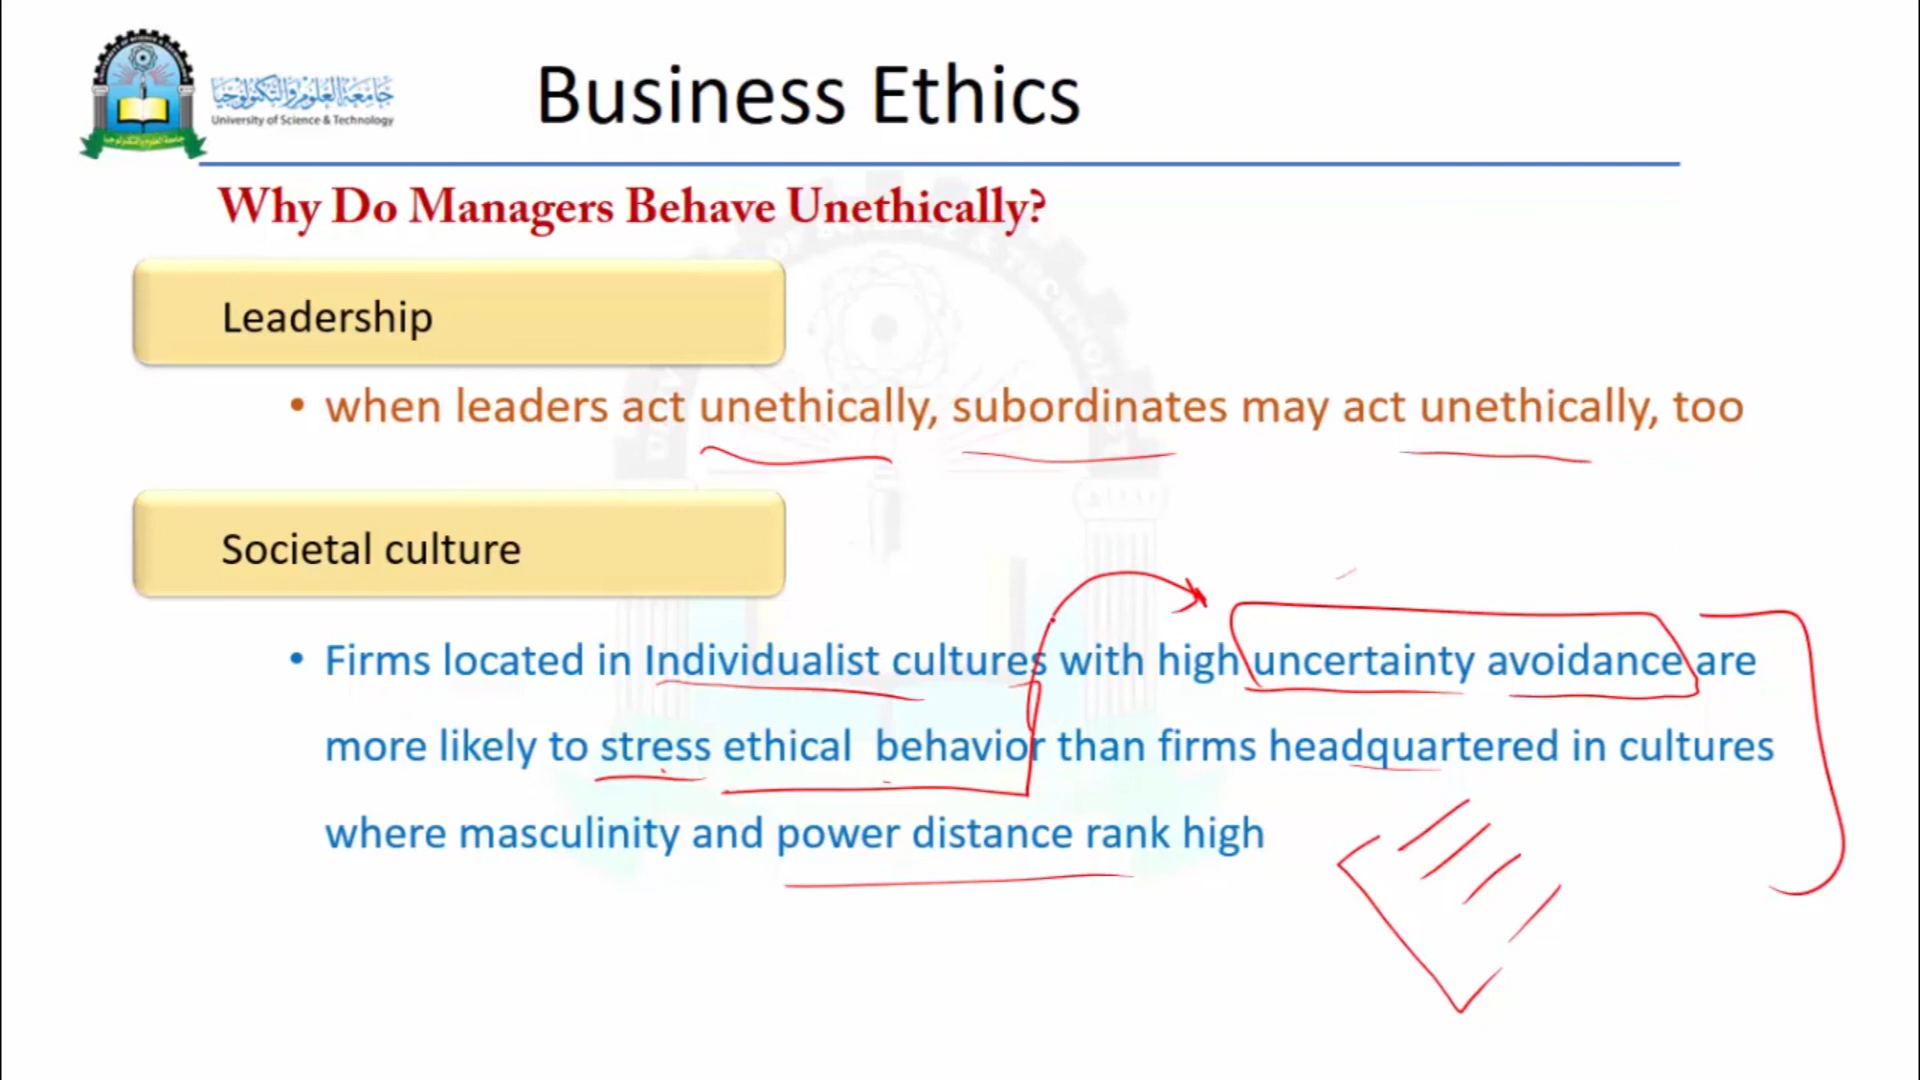 جامعة العلوم والتكنولوجيا
University of Science & Technology
Business Ethics
Why Do Managers Behave Unethically?
Leadership
• when leaders act unethically, subordinates may act unethically, too
Societal culture
• Firms located in Individualist cultures with high uncertainty avoidance are
more likely to stress ethical behavior than firms headquartered in cultures
where masculinity and power distance rank high